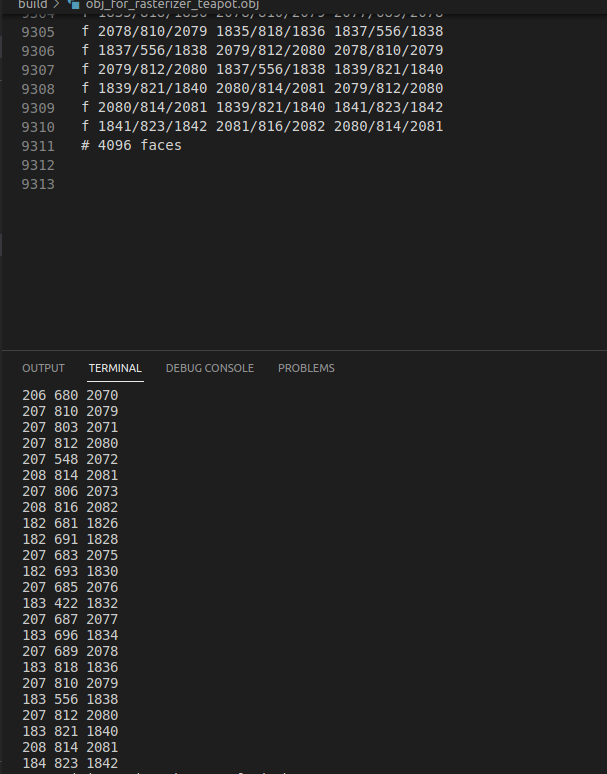 build > obj_for_rasterizer_teapot.obj
9305 f 2078/810/2079 1835/818/1836 1837/556/1838
9306 f 1837/556/1838 2079/812/2080 2078/810/2079
9307 f 2079/812/2080 1837/556/1838 1839/821/1840
9308 f 1839/821/1840 2080/814/2081 2079/812/2080
9309 f 2080/814/2081 1839/821/1840 1841/823/1842
9310 f 1841/823/1842 2081/816/2082 2080/814/2081
9311 # 4096 faces
9312
9313
OUTPUT TERMINAL DEBUG CONSOLE PROBLEMS
206 680 2070
207 810 2079
207 803 2071
207 812 2080
207 548 2072
208 814 2081
207 806 2073
208 816 2082
182 681 1826
182 691 1828
207 683 2075
182 693 1830
207 685 2076
183 422 1832
207 687 2077
183 696 1834
207 689 2078
183 818 1836
207 810 2079
183 556 1838
207 812 2080
183 821 1840
208 814 2081
184 823 1842